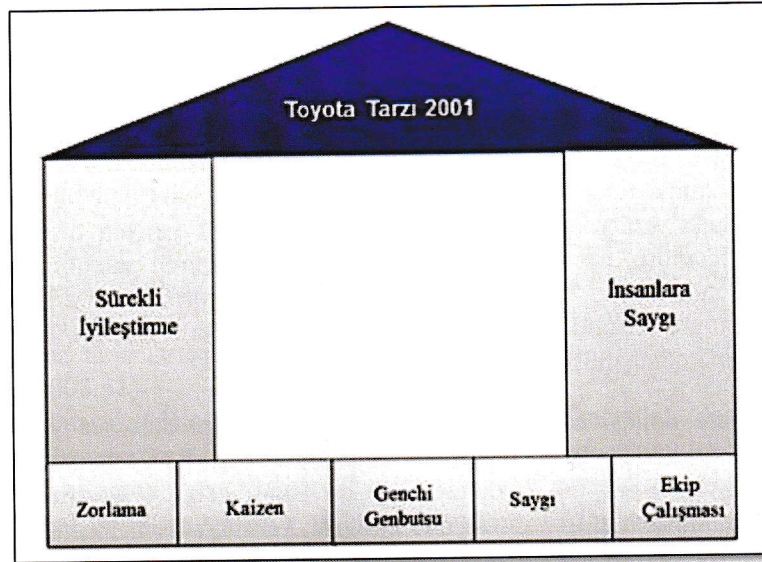 Toyota Tarzı 2001
Sürekli
İyileştirme
İnsanlara
Saygı
Zorlama
Kaizen
Genchi
Genbutsu
Saygı
Ekip
Çalışması